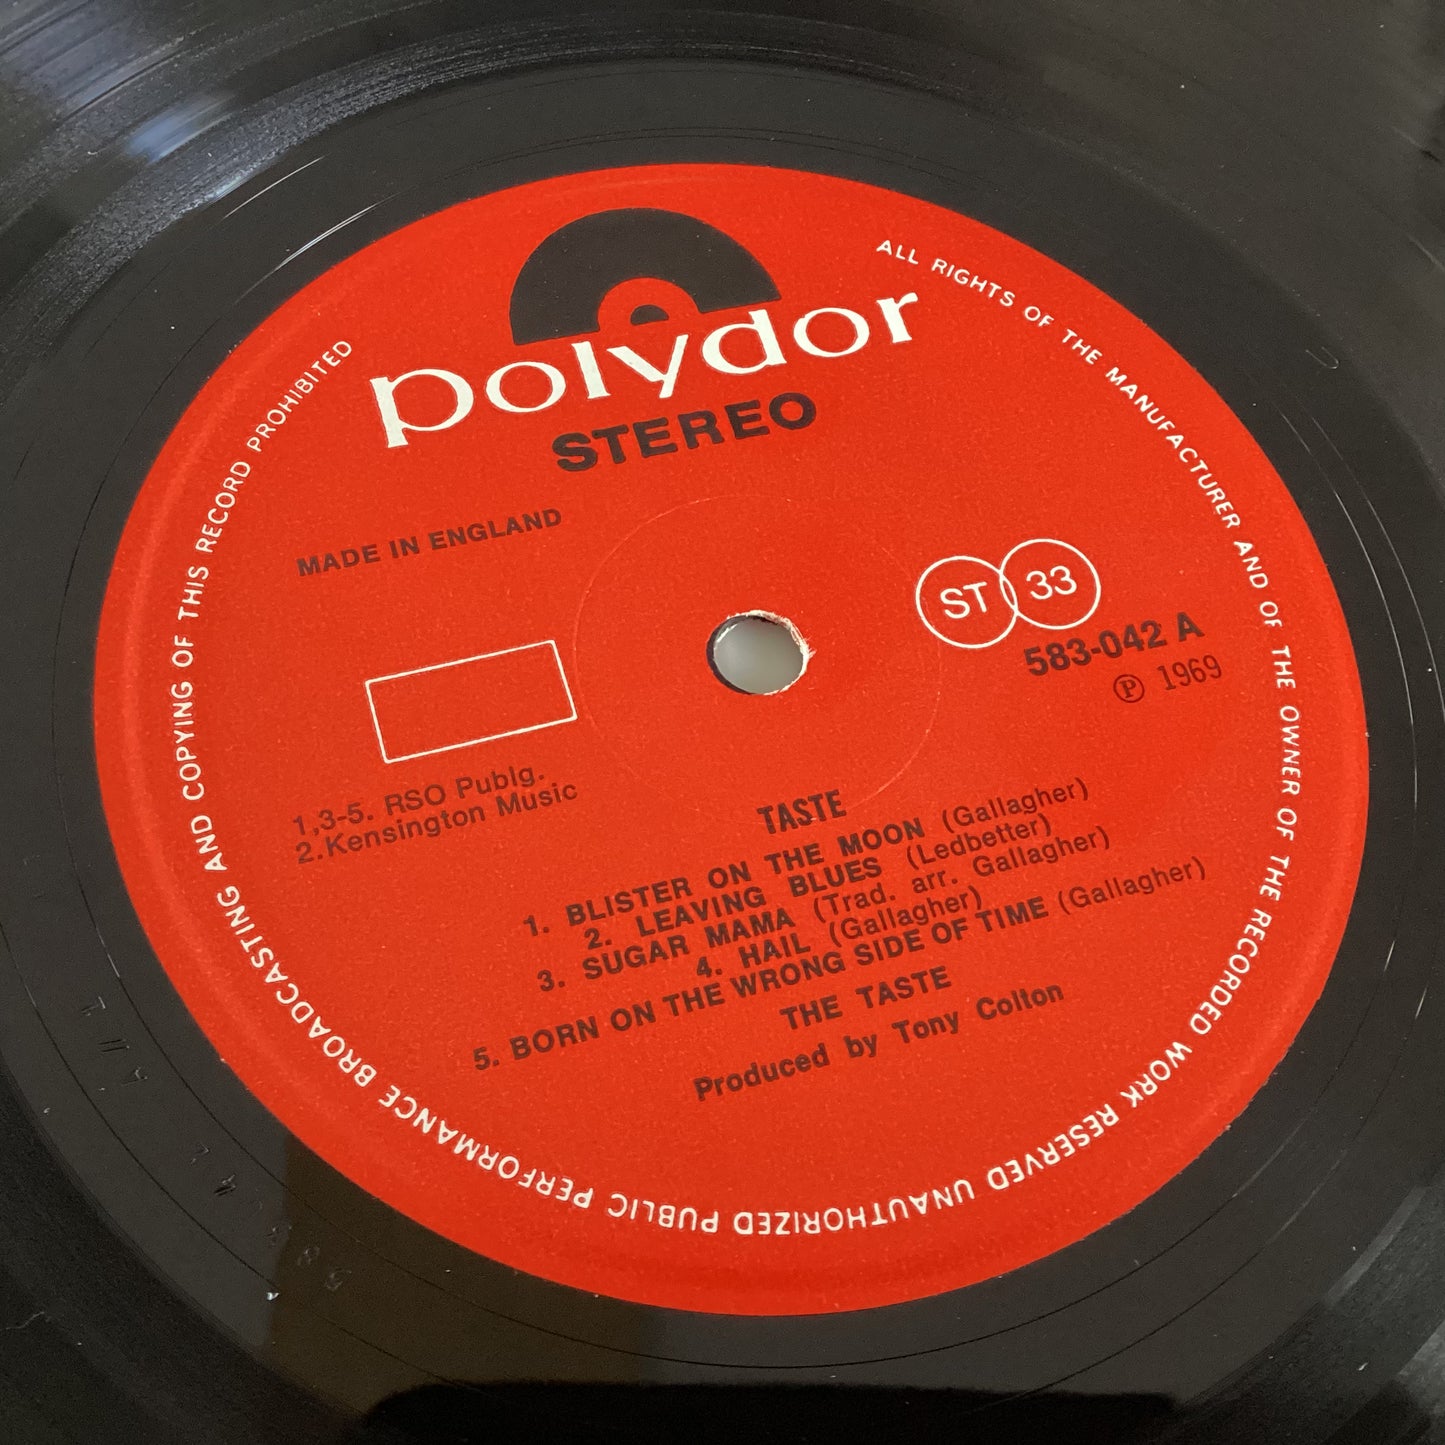 polydor
STEREO
MADE IN ENGLAND
ST 33
583-042 A
℗ 1969
1,3-5. RSO Publg.
2.Kensington Music
TASTE
1. BLISTER ON THE MOON (Gallagher)
2. LEAVING BLUES (Ledbetter)
3. SUGAR MAMA (Trad. arr. Gallagher)
4. HAIL (Gallagher)
5. BORN ON THE WRONG SIDE OF TIME (Gallagher)
THE TASTE
Produced by Tony Colton
ALL RIGHTS OF THE MANUFACTURER AND OF THE OWNER OF THE RECORDED WORK RESERVED UNAUTHORIZED PUBLIC PERFORMANCE BROADCASTING AND COPYING OF THIS RECORD PROHIBITED